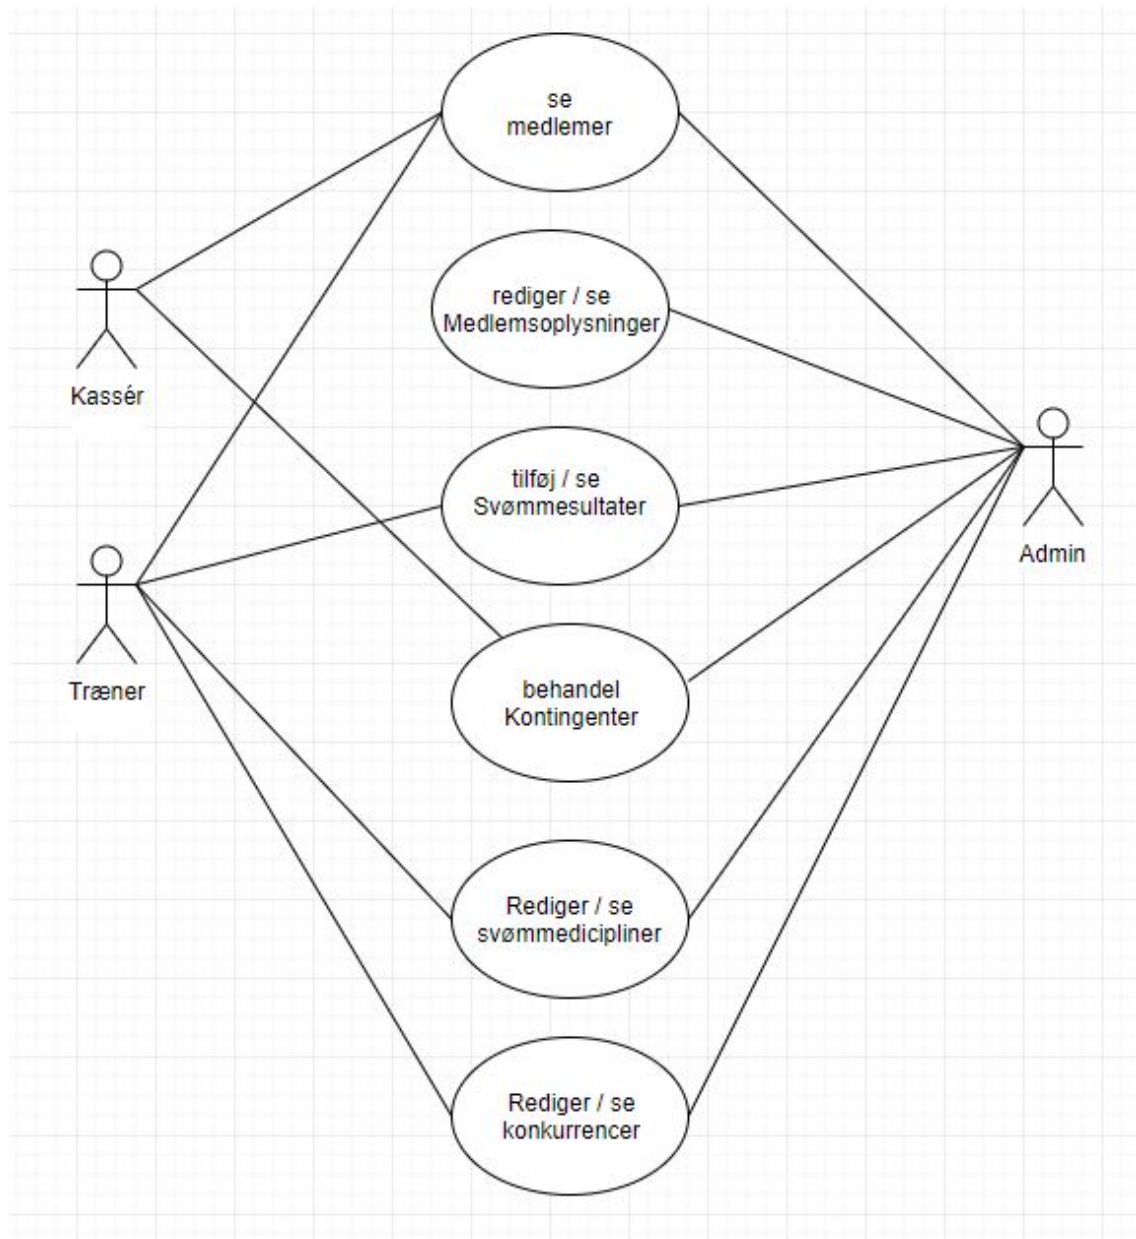 se
medlemer
rediger / se
Medlemsoplysninger
Kassér
tilføj / se
Svømmesultater
Admin
Træner
behandel
Kontingenter
Rediger / se
svømmedicipliner
Rediger / se
konkurrencer